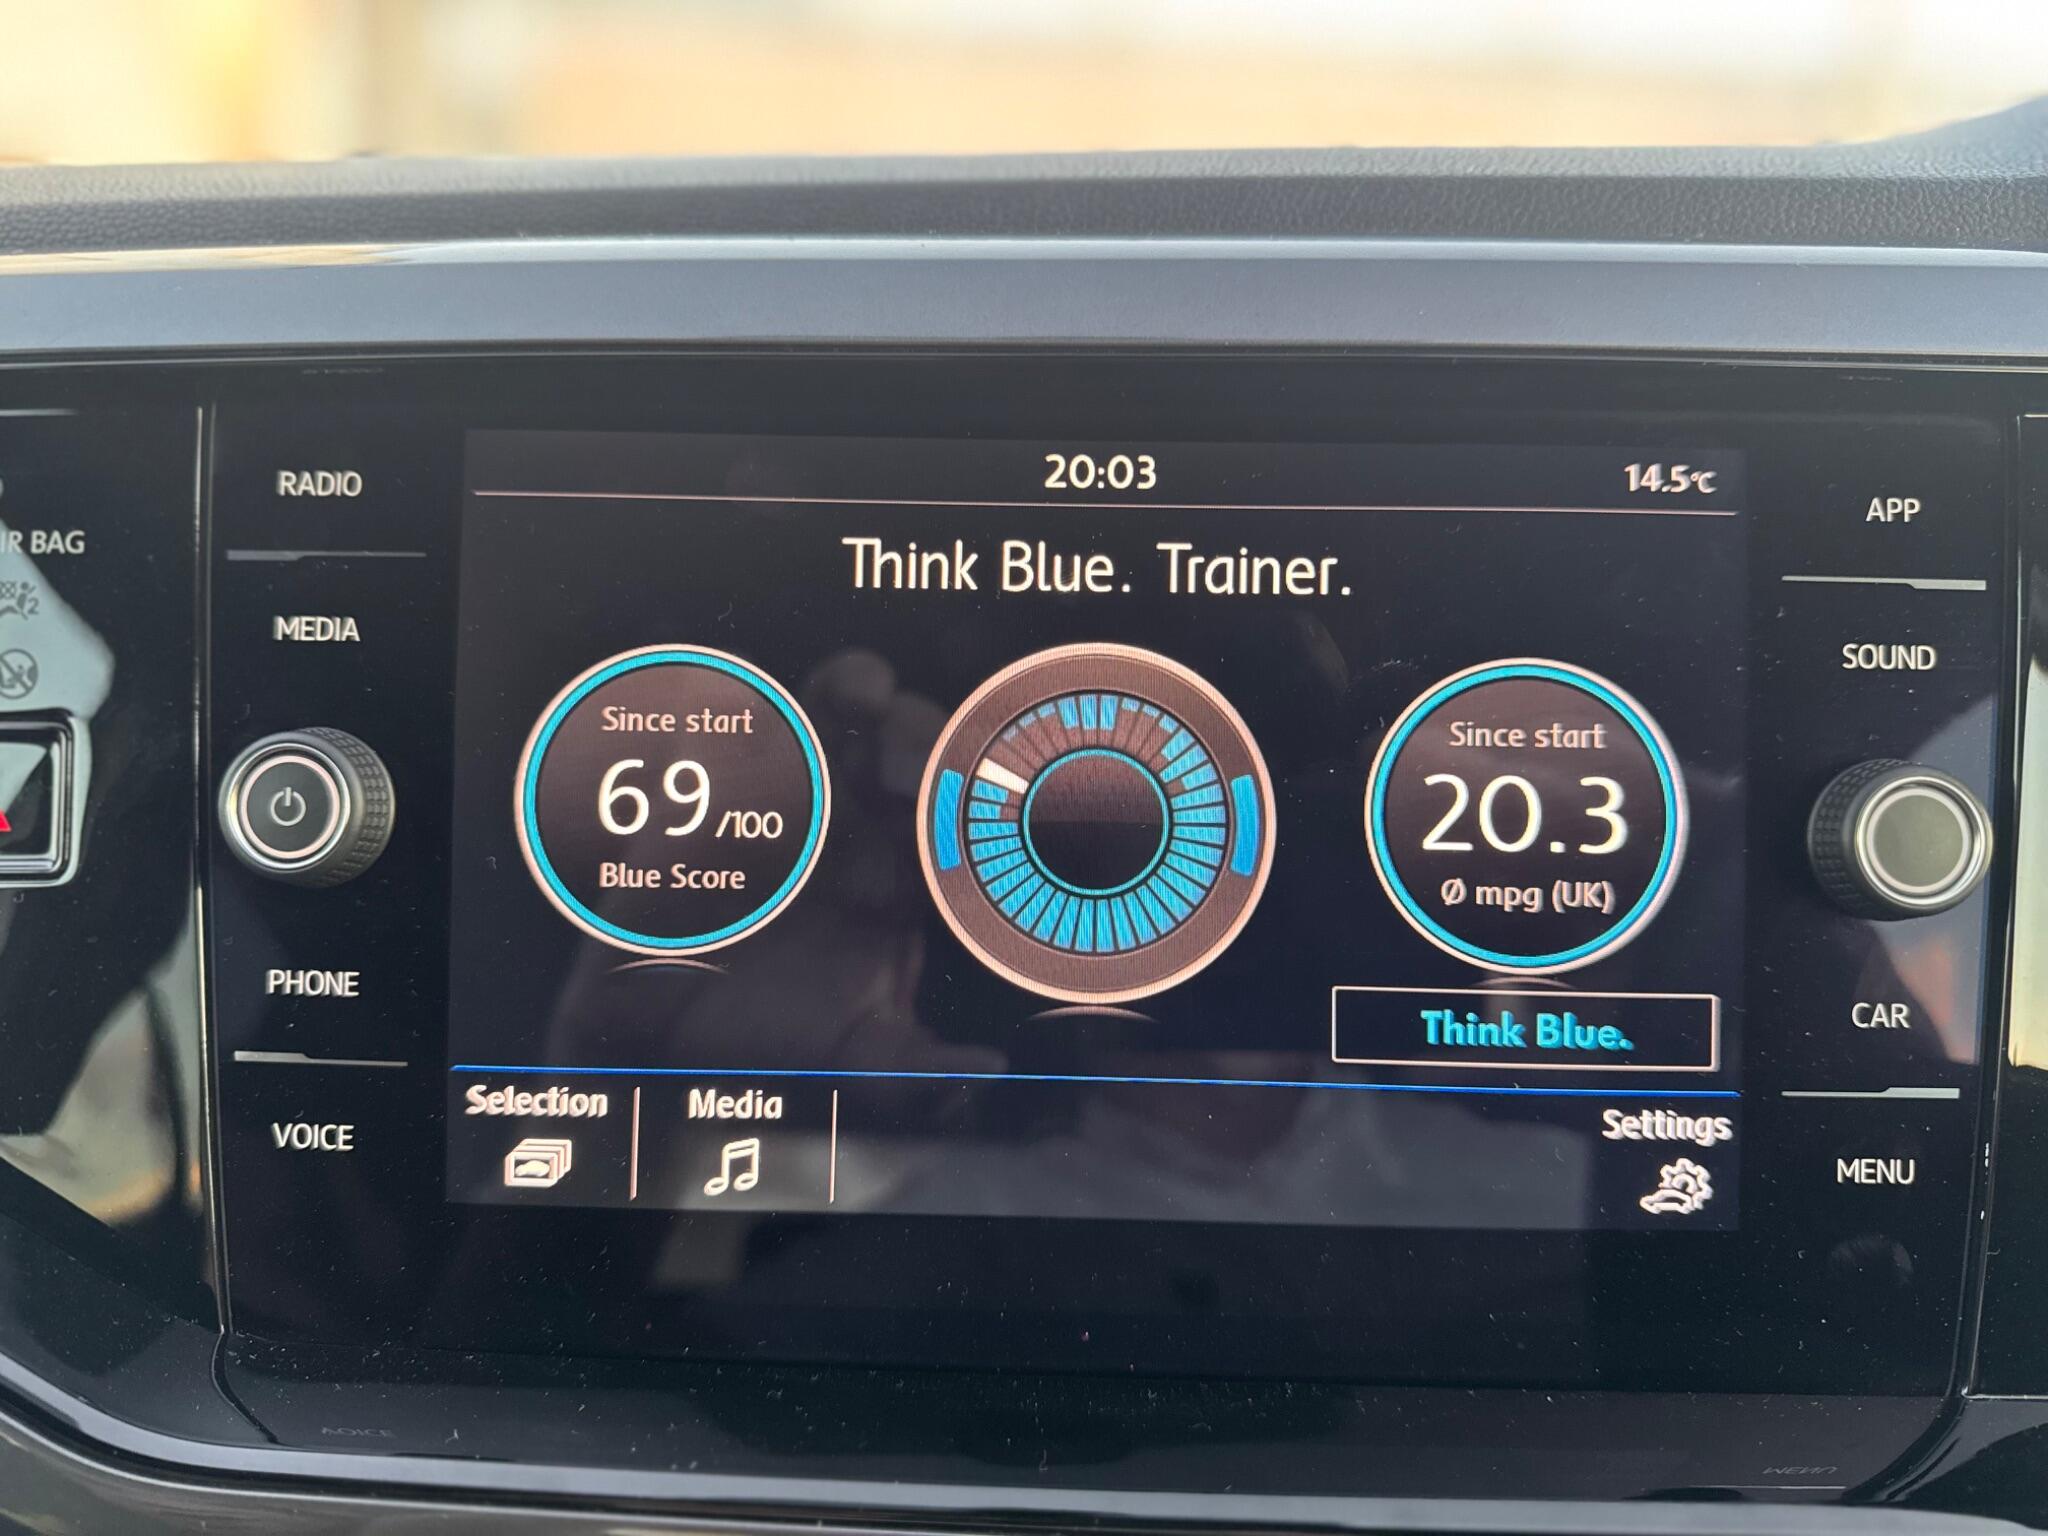 RADIO
MEDIA
PHONE
VOICE
BAG
20:03
14.5°C
Think Blue. Trainer.
Since start
69/100
Blue Score
Since start
20.3
Ø mpg (UK)
Think Blue.
Selection
Media
Settings
APP
SOUND
CAR
MENU